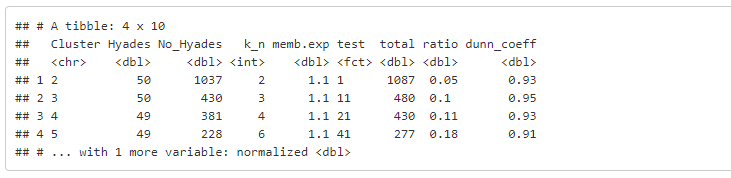 ## # A tibble: 4 x 10
##   Cluster Hyades No_Hyades   k_n memb.exp test  total ratio dunn_coeff
##   <chr>    <dbl>     <dbl> <int>    <dbl> <fct> <dbl> <dbl>      <dbl>
## 1 2           50      1037     2      1.1 1      1087  0.05       0.93
## 2 3           50       430     3      1.1 11      480  0.1        0.95
## 3 4           49       381     4      1.1 21      430  0.11       0.93
## 4 5           49       228     6      1.1 41      277  0.18       0.91
## # ... with 1 more variable: normalized <dbl>